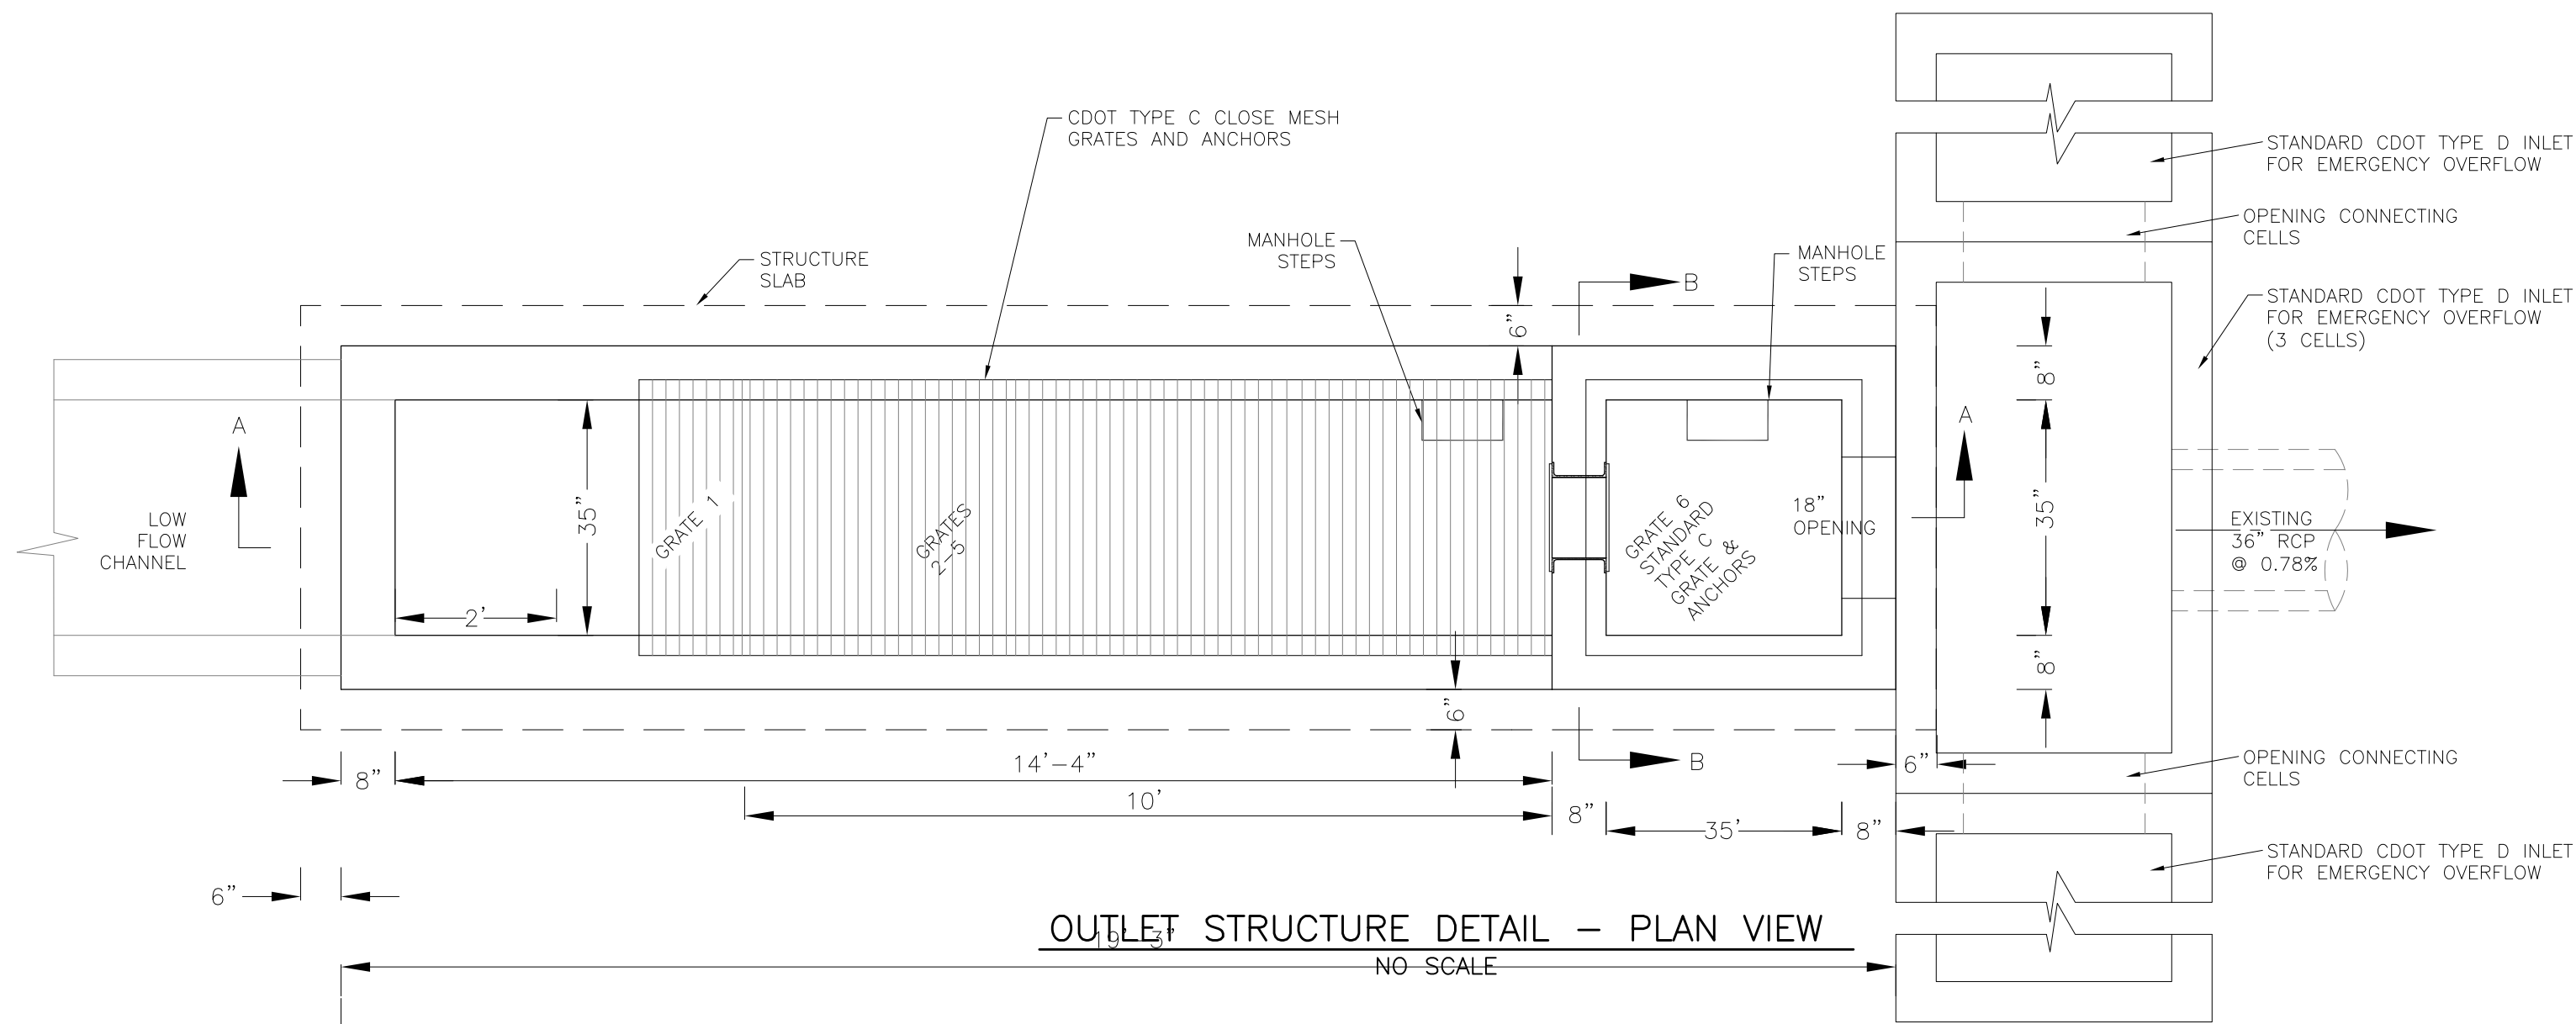 CDOT TYPE C CLOSE MESH
GRATES AND ANCHORS
STANDARD CDOT TYPE D INLET
FOR EMERGENCY OVERFLOW
OPENING CONNECTING
CELLS
MANHOLE
STEPS
MANHOLE
STEPS
STRUCTURE
SLAB
B
STANDARD CDOT TYPE D INLET
FOR EMERGENCY OVERFLOW
(3 CELLS)
6"
8"
A
A
35"
35"
LOW
FLOW
CHANNEL
GRATE 1
GRATES
2-5
GRATE 6
STANDARD
TYPE C
GRATE &
ANCHORS
18"
OPENING
EXISTING
36" RCP
@ 0.78%
2'
8"
6"
B
14'-4"
8"
6"
OPENING CONNECTING
CELLS
10'
8"
35'
8"
STANDARD CDOT TYPE D INLET
FOR EMERGENCY OVERFLOW
6"
OUTLET STRUCTURE DETAIL - PLAN VIEW
19'-3"
NO SCALE